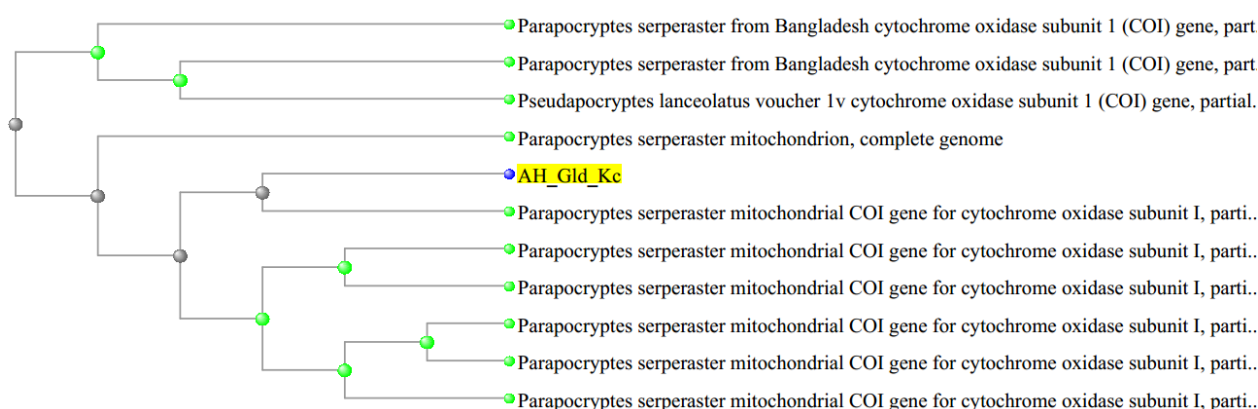 Parapocryptes serperaster from Bangladesh cytochrome oxidase subunit 1 (COI) gene, part.
Parapocryptes serperaster from Bangladesh cytochrome oxidase subunit 1 (COI) gene, part.
Pseudapocryptes lanceolatus voucher 1v cytochrome oxidase subunit 1 (COI) gene, partial.
Parapocryptes serperaster mitochondrion, complete genome
AH_Gld_Kc
Parapocryptes serperaster mitochondrial COI gene for cytochrome oxidase subunit I, parti..
Parapocryptes serperaster mitochondrial COI gene for cytochrome oxidase subunit I, parti..
Parapocryptes serperaster mitochondrial COI gene for cytochrome oxidase subunit I, parti..
Parapocryptes serperaster mitochondrial COI gene for cytochrome oxidase subunit I, parti..
Parapocryptes serperaster mitochondrial COI gene for cytochrome oxidase subunit I, parti..
Parapocryptes serperaster mitochondrial COI gene for cytochrome oxidase subunit I, parti..